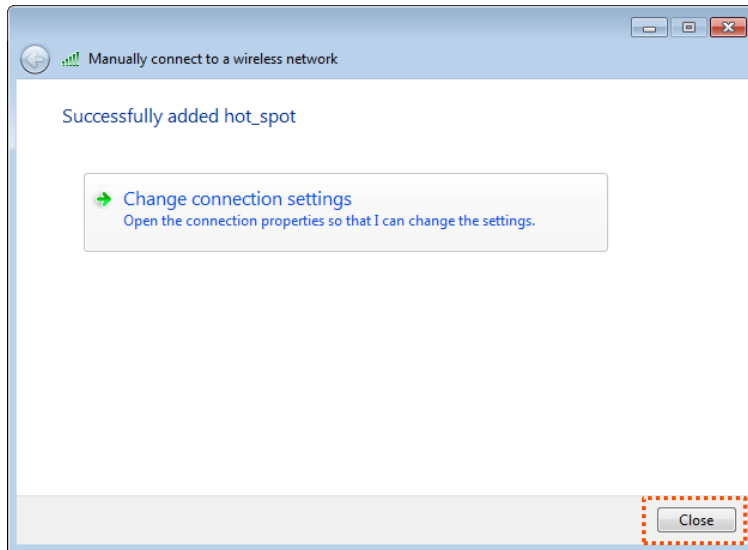 Manually connect to a wireless network
Successfully added hot_spot
Change connection settings
Open the connection properties so that I can change the settings.
Close